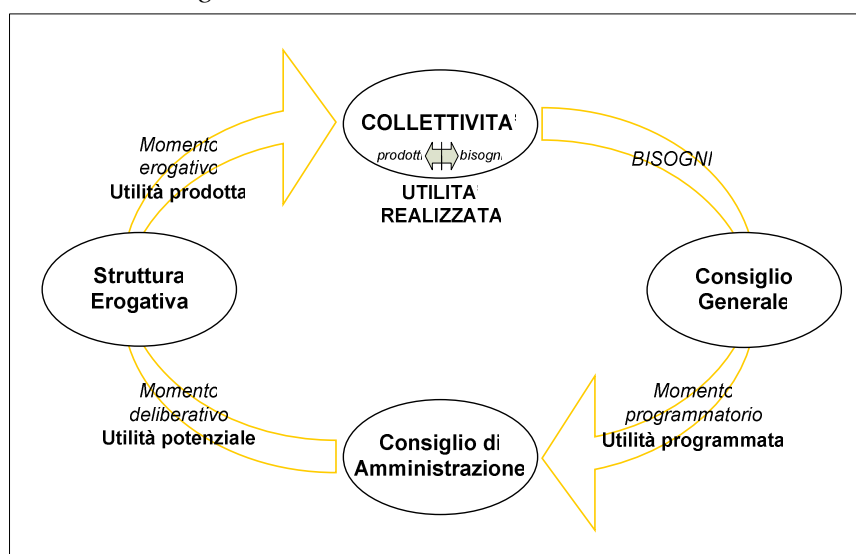 COLLETTIVITA'
prodotti bisogni
UTILITA'
REALIZZATA
BISOGNI
Consiglio
Generale
Momento
programmatorio
Utilità programmata
Consiglio di
Amministrazione
Momento
deliberativo
Utilità potenziale
Struttura
Erogativa
Momento
erogativo
Utilità prodotta